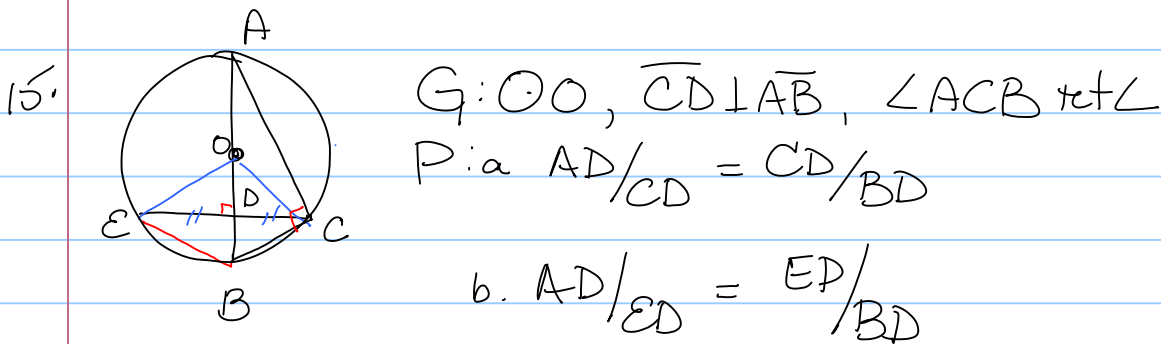 A
15.
G: ⊙O, CD ⊥ AB, ∠ACB rt ∠
O
P: a AD/CD = CD/BD
D
E
C
b. AD/ED = ED/BD
B